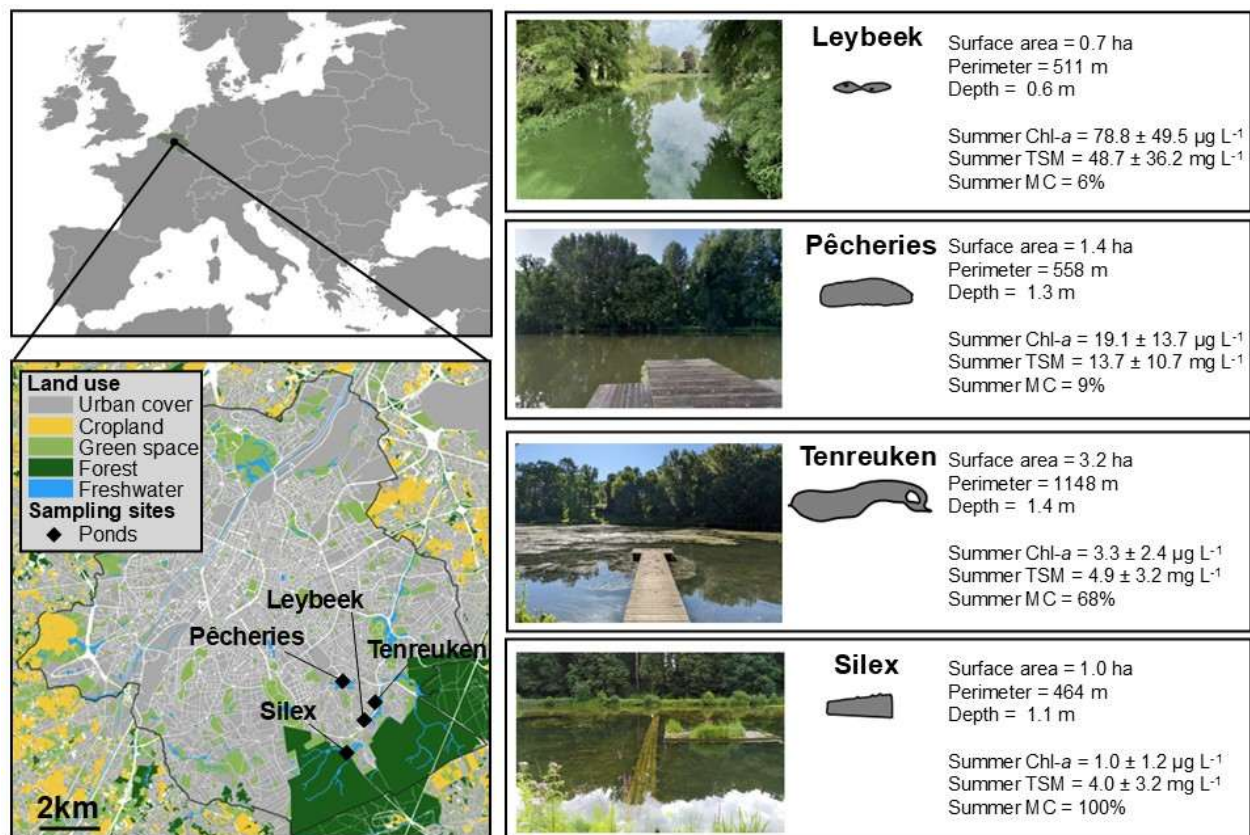 Land use
Urban cover
Cropland
Green space
Forest
Freshwater
Sampling sites
Ponds
Leybeek
Pêcheries
Tenreuken
Silex
2km
Leybeek
Surface area = 0.7 ha
Perimeter = 511 m
Depth = 0.6 m
Summer Chl-a = 78.8 ± 49.5 µg L⁻¹
Summer TSM = 48.7 ± 36.2 mg L⁻¹
Summer MC = 6%
Pêcheries
Surface area = 1.4 ha
Perimeter = 558 m
Depth = 1.3 m
Summer Chl-a = 19.1 ± 13.7 µg L⁻¹
Summer TSM = 13.7 ± 10.7 mg L⁻¹
Summer MC = 9%
Tenreuken
Surface area = 3.2 ha
Perimeter = 1148 m
Depth = 1.4 m
Summer Chl-a = 3.3 ± 2.4 µg L⁻¹
Summer TSM = 4.9 ± 3.2 mg L⁻¹
Summer MC = 68%
Silex
Surface area = 1.0 ha
Perimeter = 464 m
Depth = 1.1 m
Summer Chl-a = 1.0 ± 1.2 µg L⁻¹
Summer TSM = 4.0 ± 3.2 mg L⁻¹
Summer MC = 100%